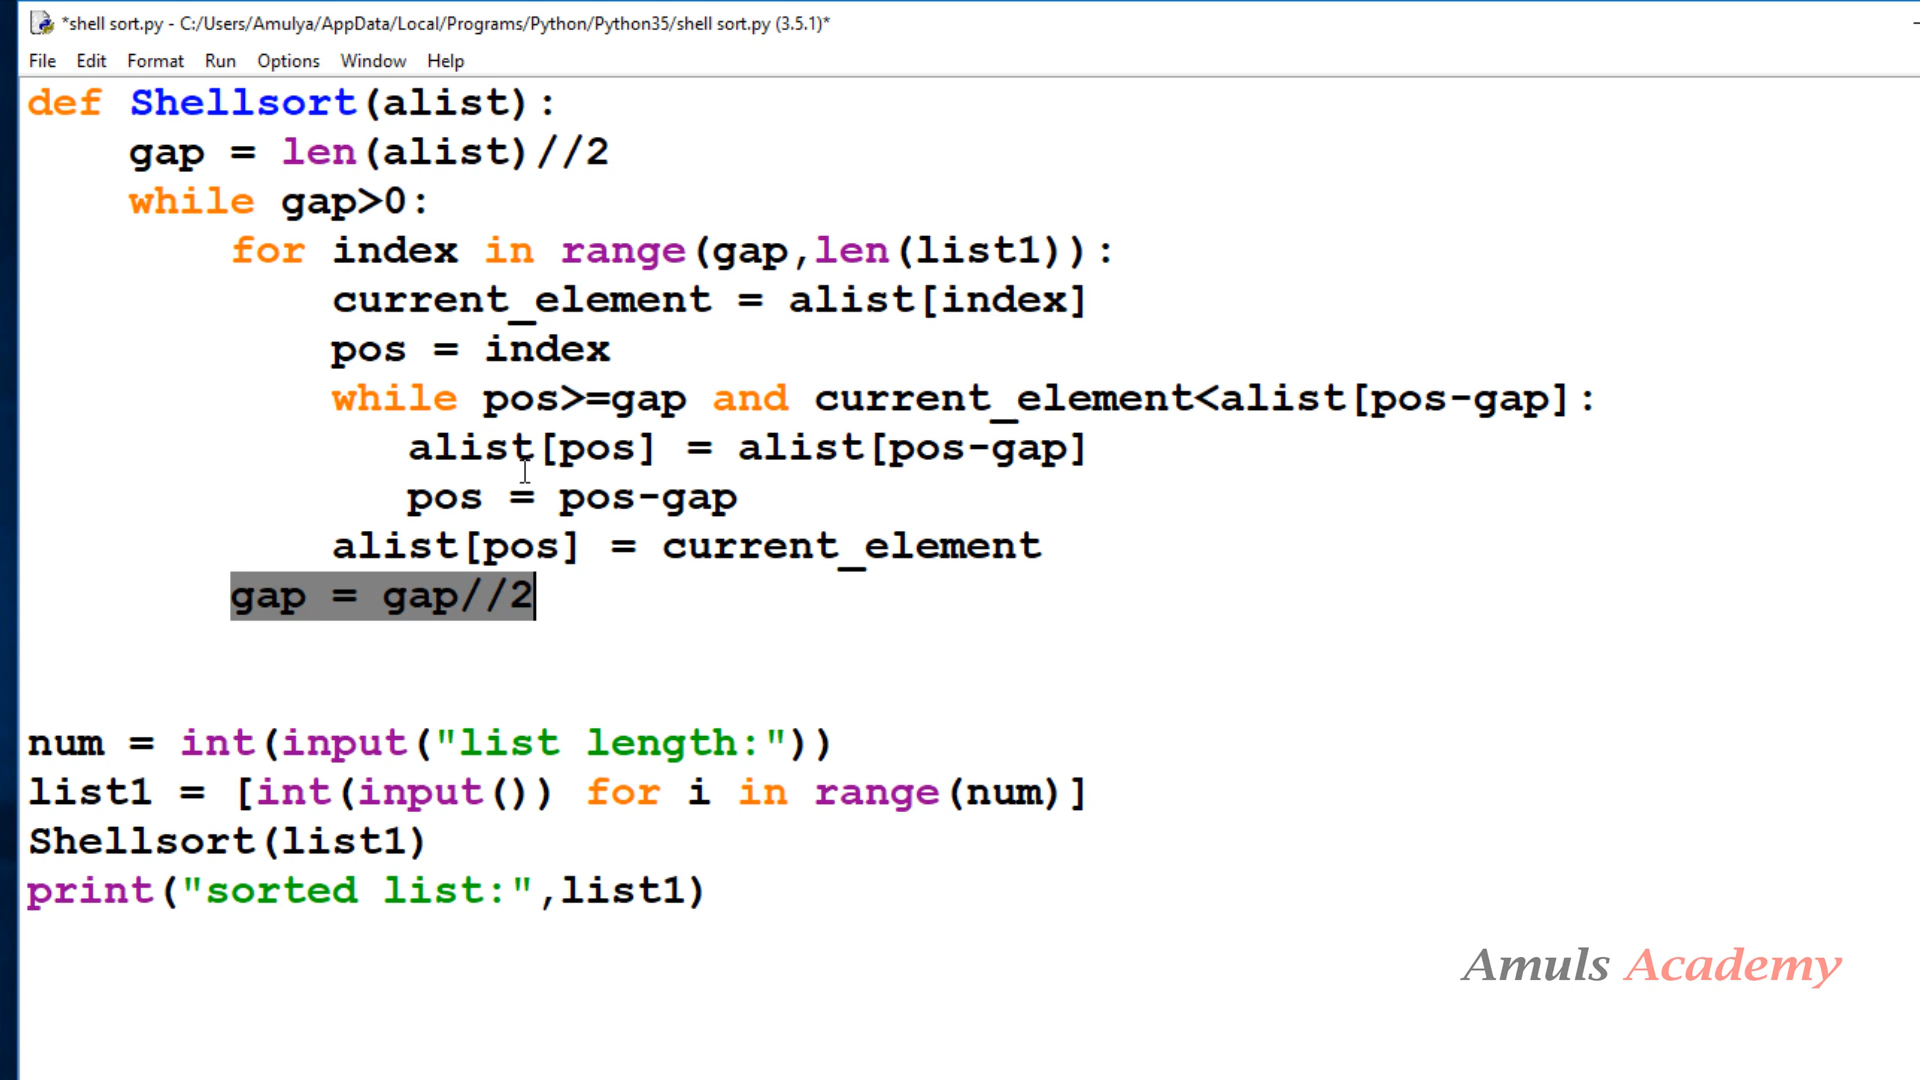 *shell sort.py - C:/Users/Amulya/AppData/Local/Programs/Python/Python35/shell sort.py (3.5.1)*
File Edit Format Run Options Window Help
def Shellsort(alist):
    gap = len(alist)//2
    while gap>0:
        for index in range(gap,len(list1)):
            current_element = alist[index]
            pos = index
            while pos>=gap and current_element<alist[pos-gap]:
               alist[pos] = alist[pos-gap]
               pos = pos-gap
            alist[pos] = current_element
        gap = gap//2
num = int(input("list length:"))
list1 = [int(input()) for i in range(num)]
Shellsort(list1)
print("sorted list:",list1)
Amuls Academy